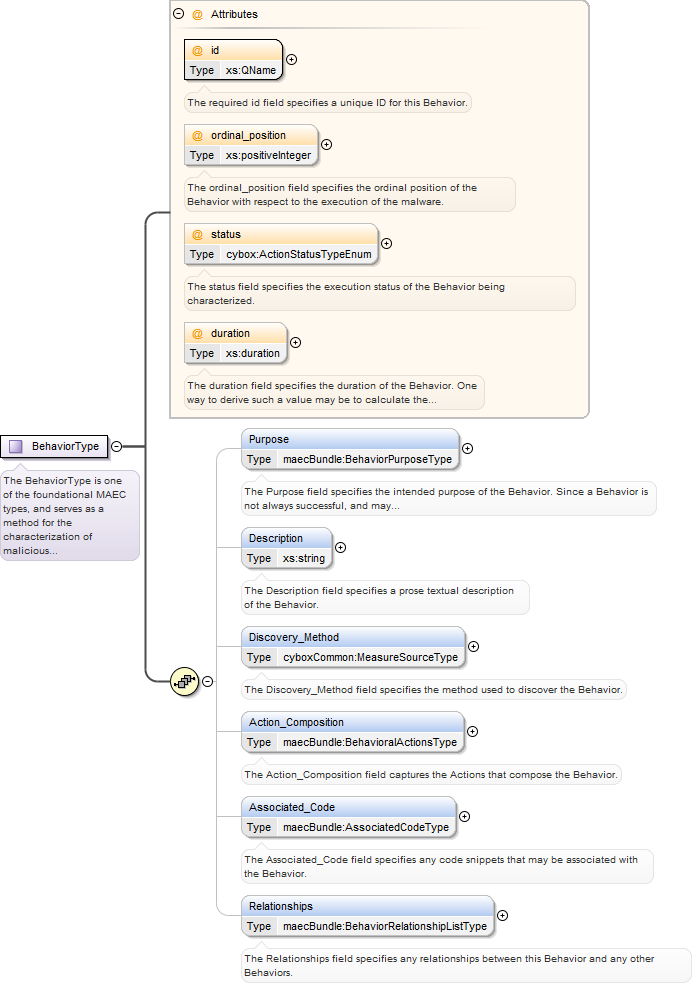 @ Attributes
@ id
Type xs:QName
The required id field specifies a unique ID for this Behavior.
@ ordinal_position
Type xs:positiveInteger
The ordinal_position field specifies the ordinal position of the
Behavior with respect to the execution of the malware.
@ status
Type cybox:ActionStatusTypeEnum
The status field specifies the execution status of the Behavior being
characterized.
@ duration
Type xs:duration
The duration field specifies the duration of the Behavior. One
way to derive such a value may be to calculate the...
BehaviorType
The BehaviorType is one
of the foundational MAEC
types, and serves as a
method for the
characterization of
malicious...
Purpose
Type maecBundle:BehaviorPurposeType
The Purpose field specifies the intended purpose of the Behavior. Since a Behavior is
not always successful, and may...
Description
Type xs:string
The Description field specifies a prose textual description
of the Behavior.
Discovery_Method
Type cyboxCommon:MeasureSourceType
The Discovery_Method field specifies the method used to discover the Behavior.
Action_Composition
Type maecBundle:BehavioralActionsType
The Action_Composition field captures the Actions that compose the Behavior.
Associated_Code
Type maecBundle:AssociatedCodeType
The Associated_Code field specifies any code snippets that may be associated with
the Behavior.
Relationships
Type maecBundle:BehaviorRelationshipListType
The Relationships field specifies any relationships between this Behavior and any other
Behaviors.